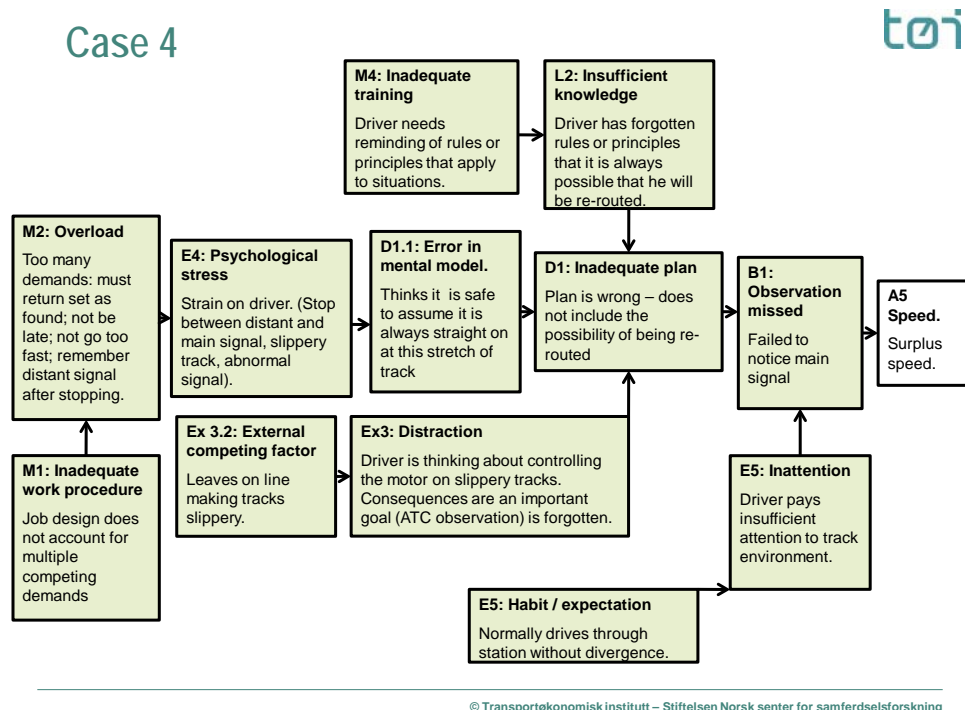 Case 4
tøi
M4: Inadequate
training
Driver needs
reminding of rules or
principles that apply
to situations.
L2: Insufficient
knowledge
Driver has forgotten
rules or principles
that it is always
possible that he will
be re-routed.
M2: Overload
Too many
demands: must
return set as
found; not be
late; not go too
fast; remember
distant signal
after stopping.
E4: Psychological
stress
Strain on driver. (Stop
between distant and
main signal, slippery
track, abnormal
signal).
D1.1: Error in
mental model.
Thinks it is safe
to assume it is
always straight on
at this stretch of
track
D1: Inadequate plan
Plan is wrong – does
not include the
possibility of being re-
routed
B1:
Observation
missed
Failed to
notice main
signal
A5
Speed.
Surplus
speed.
M1: Inadequate
work procedure
Job design does
not account for
multiple
competing
demands
Ex 3.2: External
competing factor
Leaves on line
making tracks
slippery.
Ex3: Distraction
Driver is thinking about controlling
the motor on slippery tracks.
Consequences are an important
goal (ATC observation) is forgotten.
E5: Inattention
Driver pays
insufficient
attention to track
environment.
E5: Habit / expectation
Normally drives through
station without divergence.
© Transportøkonomisk institutt – Stiftelsen Norsk senter for samferdselsforskning